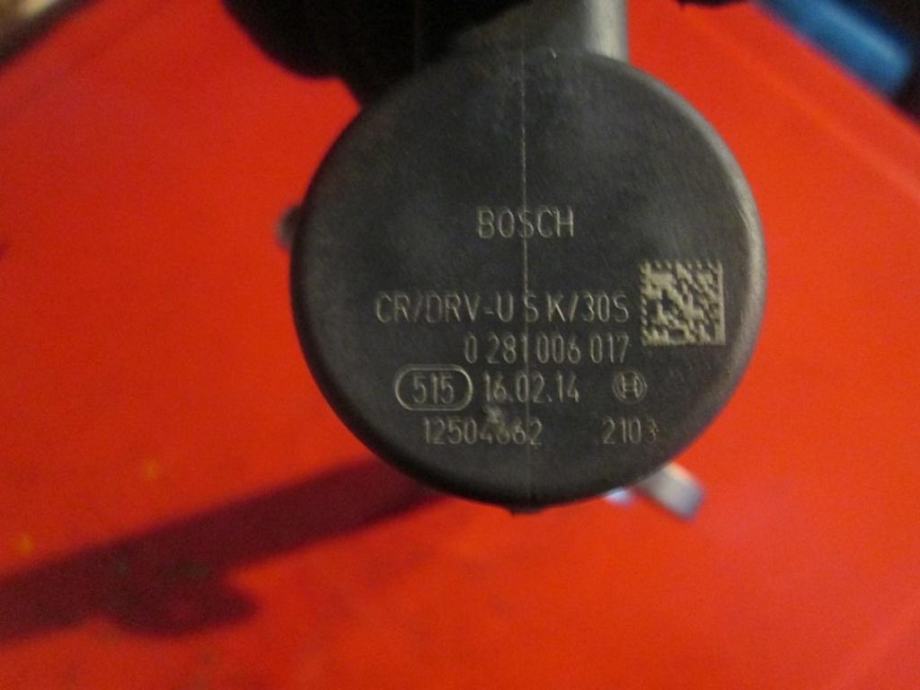 BOSCH
CR/DRV-U S K/30S
0 281 006 017
515 16.02.14
12504662 2103